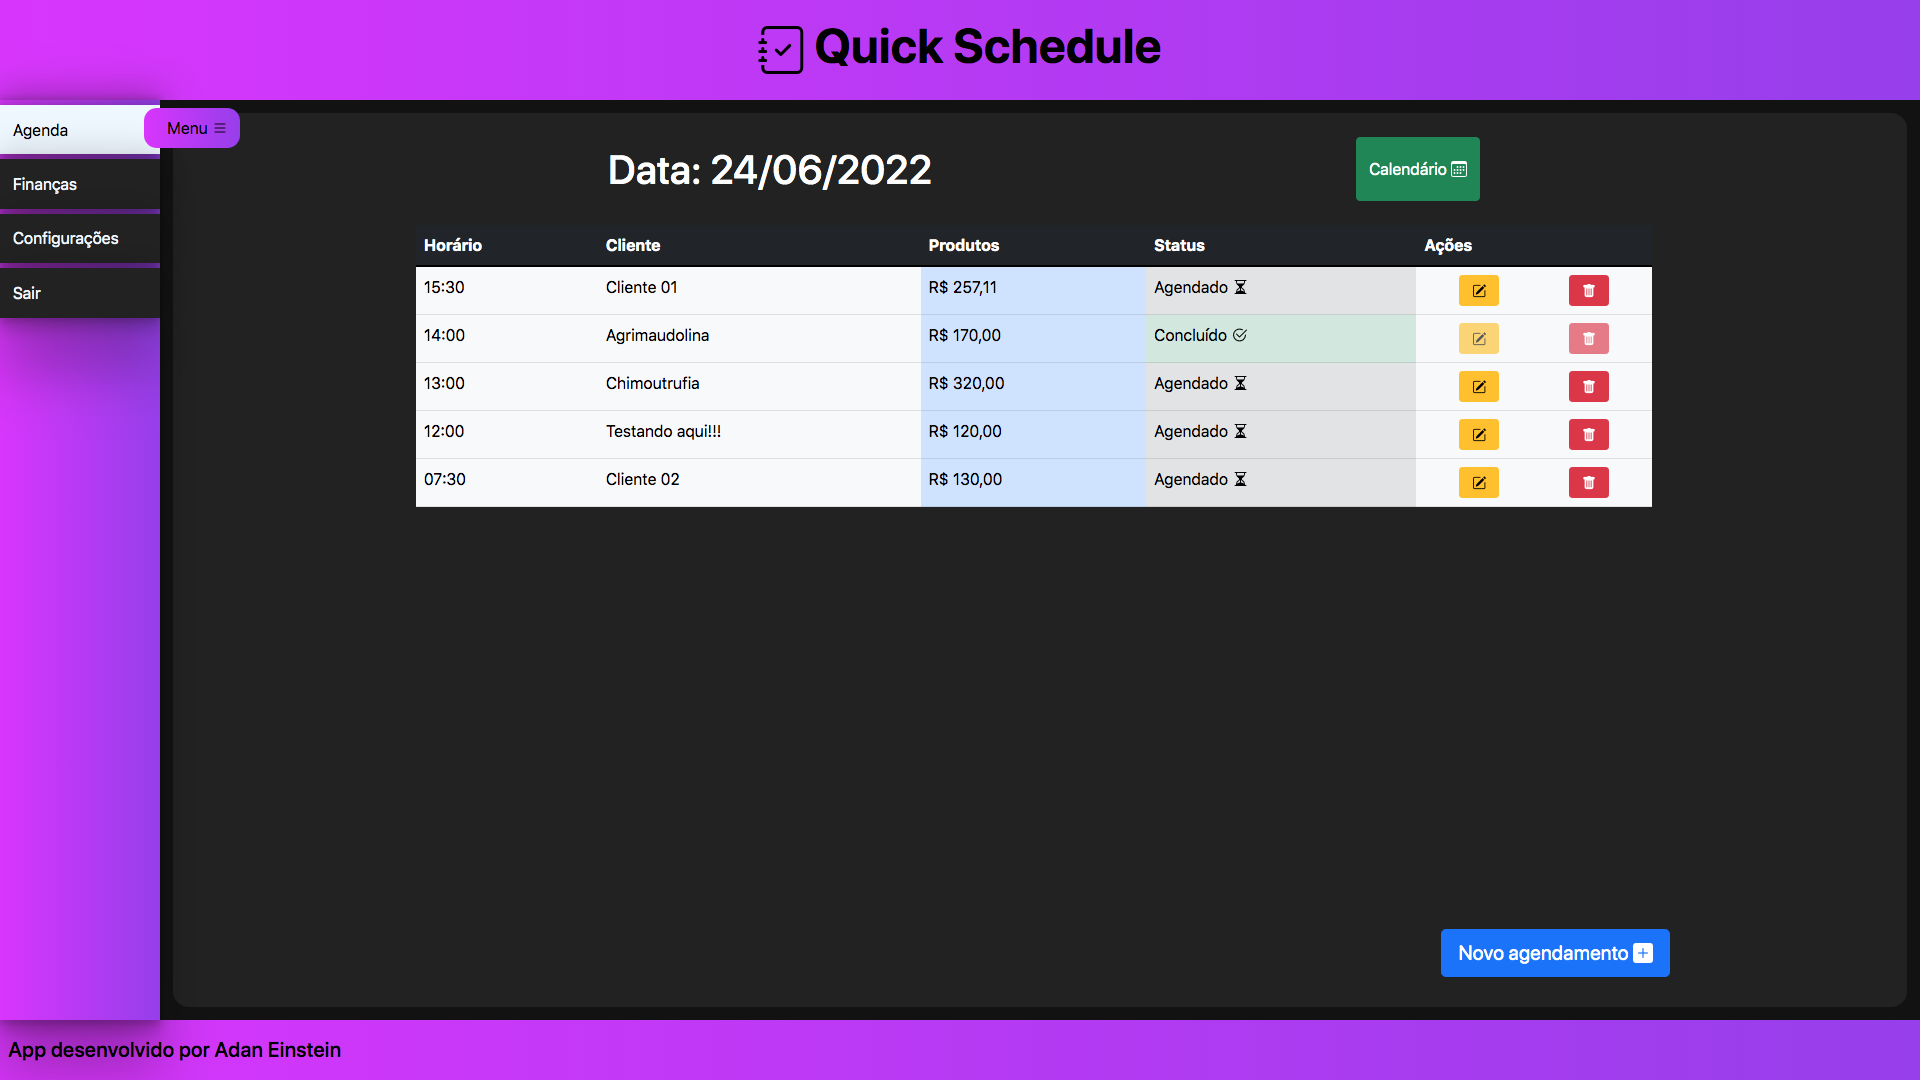 Quick Schedule
Agenda
Menu
Finanças
Configurações
Sair
Data: 24/06/2022
Calendário
Horário Cliente Produtos Status Ações
15:30 Cliente 01 R$ 257,11 Agendado
14:00 Agrimaudolina R$ 170,00 Concluído
13:00 Chimoutrufia R$ 320,00 Agendado
12:00 Testando aqui!!! R$ 120,00 Agendado
07:30 Cliente 02 R$ 130,00 Agendado
Novo agendamento
App desenvolvido por Adan Einstein